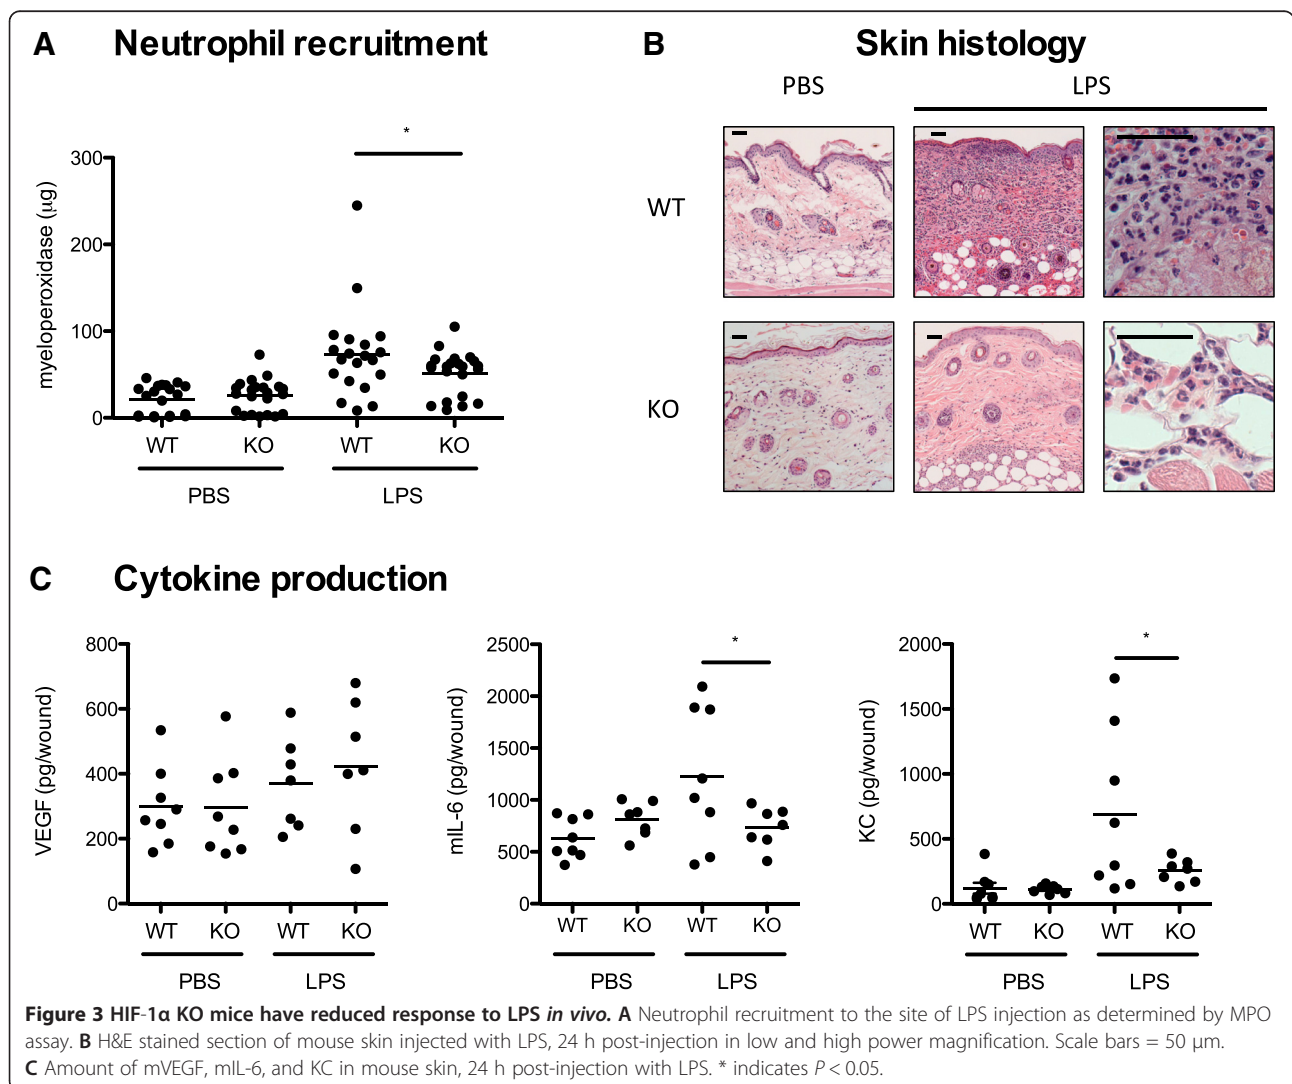 A Neutrophil recruitment
myeloperoxidase (µg)
300
200
100
0
*
WT KO WT KO
PBS LPS
B Skin histology
PBS LPS
WT
KO
C Cytokine production
VEGF (pg/wound)
800
600
400
200
0
WT KO WT KO
PBS LPS
mIL-6 (pg/wound)
2500
2000
1500
1000
500
0
*
WT KO WT KO
PBS LPS
KC (pg/wound)
2000
1500
1000
500
0
*
WT KO WT KO
PBS LPS
Figure 3 HIF-1α KO mice have reduced response to LPS in vivo. A Neutrophil recruitment to the site of LPS injection as determined by MPO
assay. B H&E stained section of mouse skin injected with LPS, 24 h post-injection in low and high power magnification. Scale bars = 50 µm.
C Amount of mVEGF, mIL-6, and KC in mouse skin, 24 h post-injection with LPS. * indicates P < 0.05.